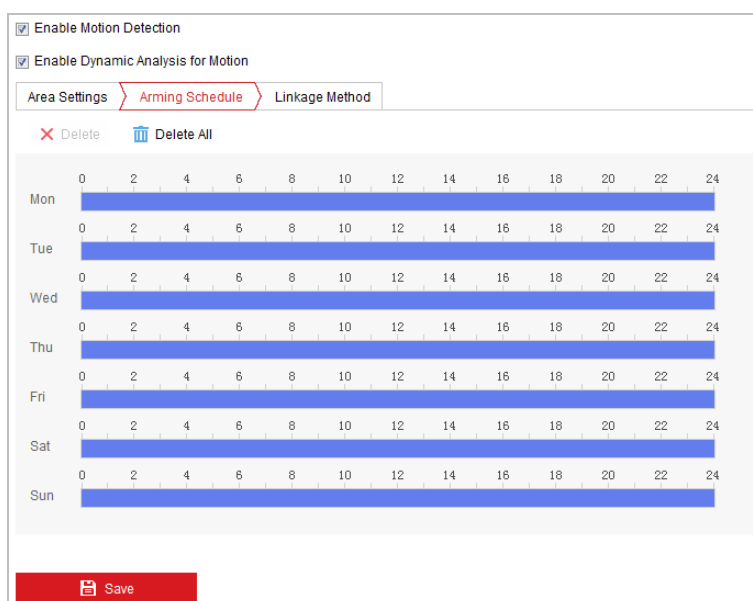 Enable Motion Detection
Enable Dynamic Analysis for Motion
Area Settings Arming Schedule Linkage Method
Delete Delete All
0 2 4 6 8 10 12 14 16 18 20 22 24
Mon
0 2 4 6 8 10 12 14 16 18 20 22 24
Tue
0 2 4 6 8 10 12 14 16 18 20 22 24
Wed
0 2 4 6 8 10 12 14 16 18 20 22 24
Thu
0 2 4 6 8 10 12 14 16 18 20 22 24
Fri
0 2 4 6 8 10 12 14 16 18 20 22 24
Sat
0 2 4 6 8 10 12 14 16 18 20 22 24
Sun
Save